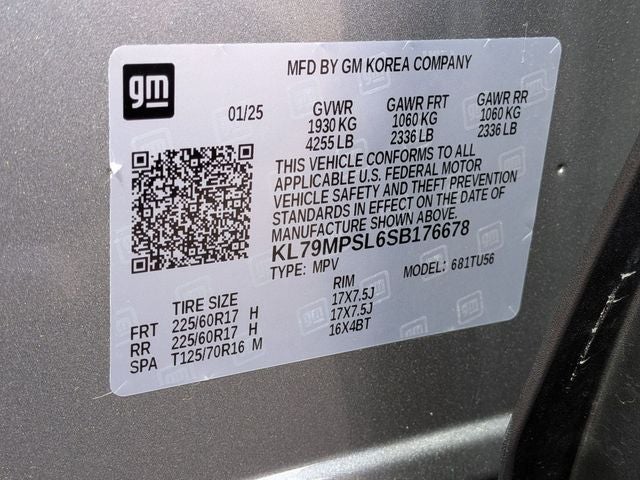 gm
MFD BY GM KOREA COMPANY
01/25
GVWR GAWR FRT GAWR RR
1930 KG 1060 KG 1060 KG
4255 LB 2336 LB 2336 LB
THIS VEHICLE CONFORMS TO ALL
APPLICABLE U.S. FEDERAL MOTOR
VEHICLE SAFETY AND THEFT PREVENTION
STANDARDS IN EFFECT ON THE DATE OF
MANUFACTURE SHOWN ABOVE.
KL79MPSL6SB176678
TYPE: MPV MODEL: 681TU56
TIRE SIZE RIM
FRT 225/60R17 H 17X7.5J
RR 225/60R17 H 17X7.5J
SPA T125/70R16 M 16X4BT